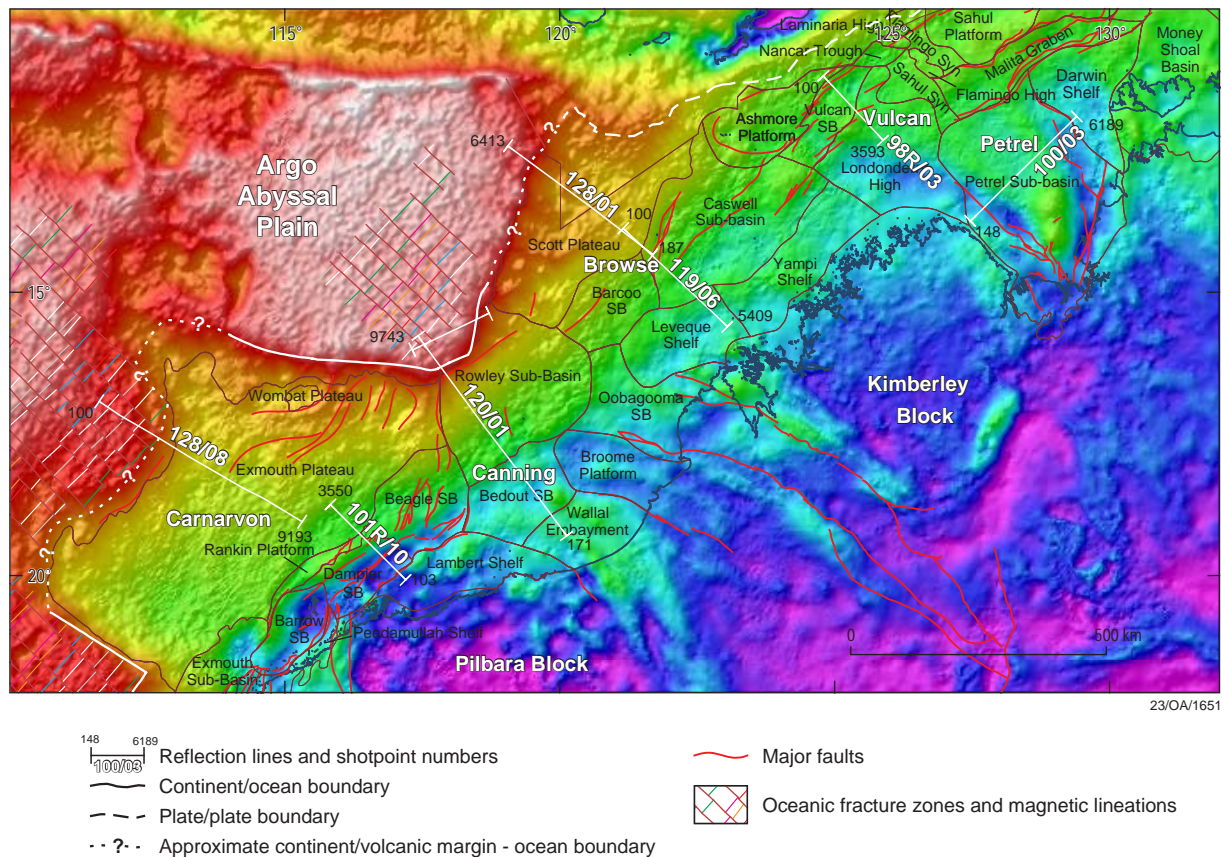 115°
120°
125°
130°
Laminaria High
Flamingo Syn
Sahul
Platform
Malita Graben
Money
Shoal
Basin
Nancar Trough
Sahul Syn
Flamingo High
Darwin
Shelf
100
Vulcan
SB
Ashmore
Platform
Vulcan
Petrel
6189
100/03
98R/03
3593
Londonderry
High
Petrel Sub-basin
148
6413
?
128/01
Argo
Abyssal
Plain
Caswell
Sub-basin
100
?
Scott Plateau
187
Browse
119/06
Yampi
Shelf
15°
Barcoo
SB
5409
Leveque
Shelf
?
9743
Kimberley
Block
?
Rowley Sub-Basin
Wombat Plateau
120/01
Oobagooma
SB
100
128/08
Broome
Platform
?
Exmouth Plateau
Canning
3550
Beagle SB
Bedout SB
Carnarvon
101R/10
Wallal
Embayment
9193
171
?
Rankin Platform
Lambert Shelf
20°
Dampier
SB
103
Barrow
SB
Peedamullah Shelf
0
500 km
Exmouth
Sub-Basin
Pilbara Block
23/OA/1651
148
6189
100/03
Reflection lines and shotpoint numbers
Major faults
Continent/ocean boundary
Plate/plate boundary
Oceanic fracture zones and magnetic lineations
? Approximate continent/volcanic margin - ocean boundary